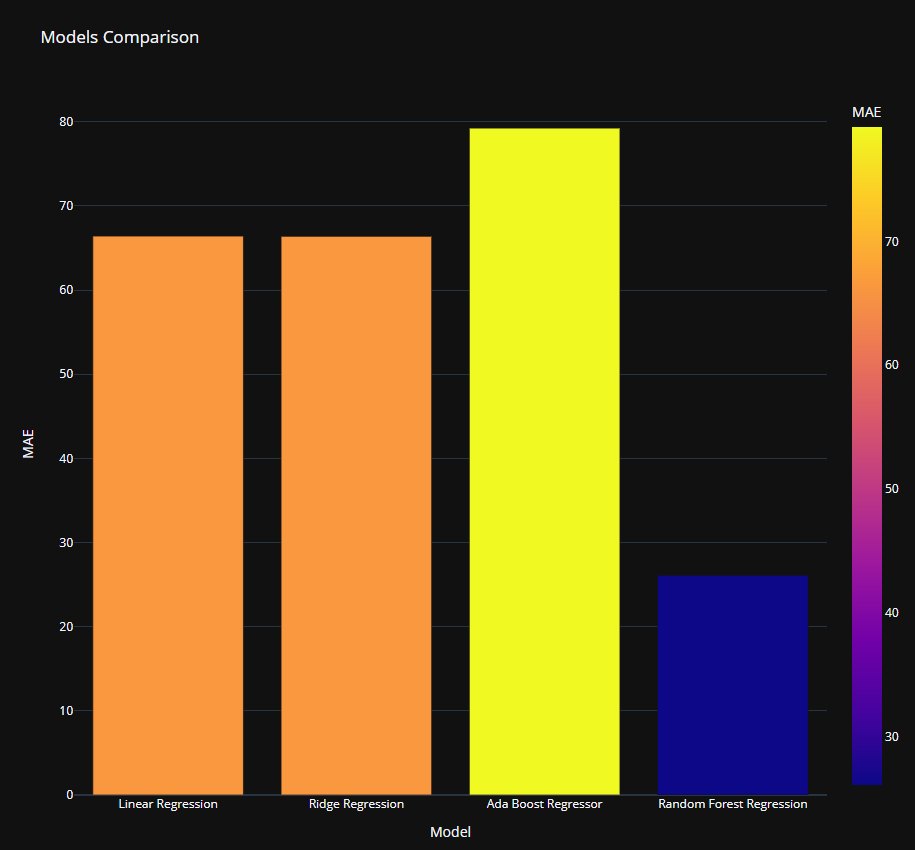 Models Comparison
MAE
80
70
60
50
40
30
20
10
0
Linear Regression
Ridge Regression
Ada Boost Regressor
Random Forest Regression
Model
MAE
70
60
50
40
30